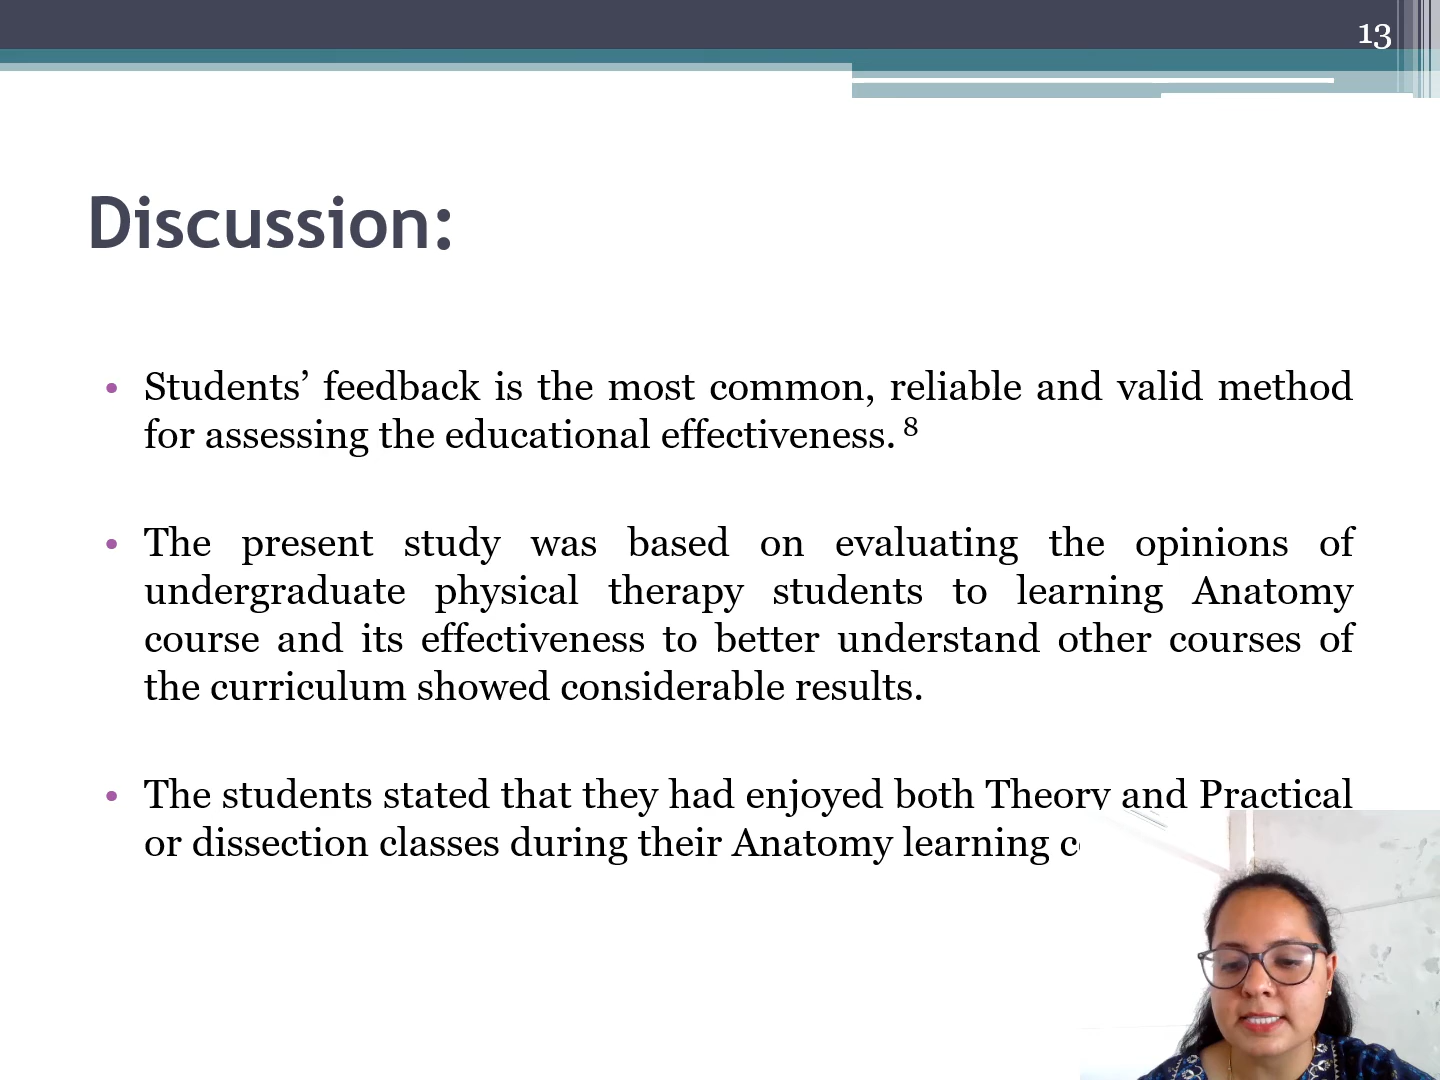 13
Discussion:
• Students’ feedback is the most common, reliable and valid method
for assessing the educational effectiveness. 8
• The present study was based on evaluating the opinions of
undergraduate physical therapy students to learning Anatomy
course and its effectiveness to better understand other courses of
the curriculum showed considerable results.
• The students stated that they had enjoyed both Theory and Practical
or dissection classes during their Anatomy learning